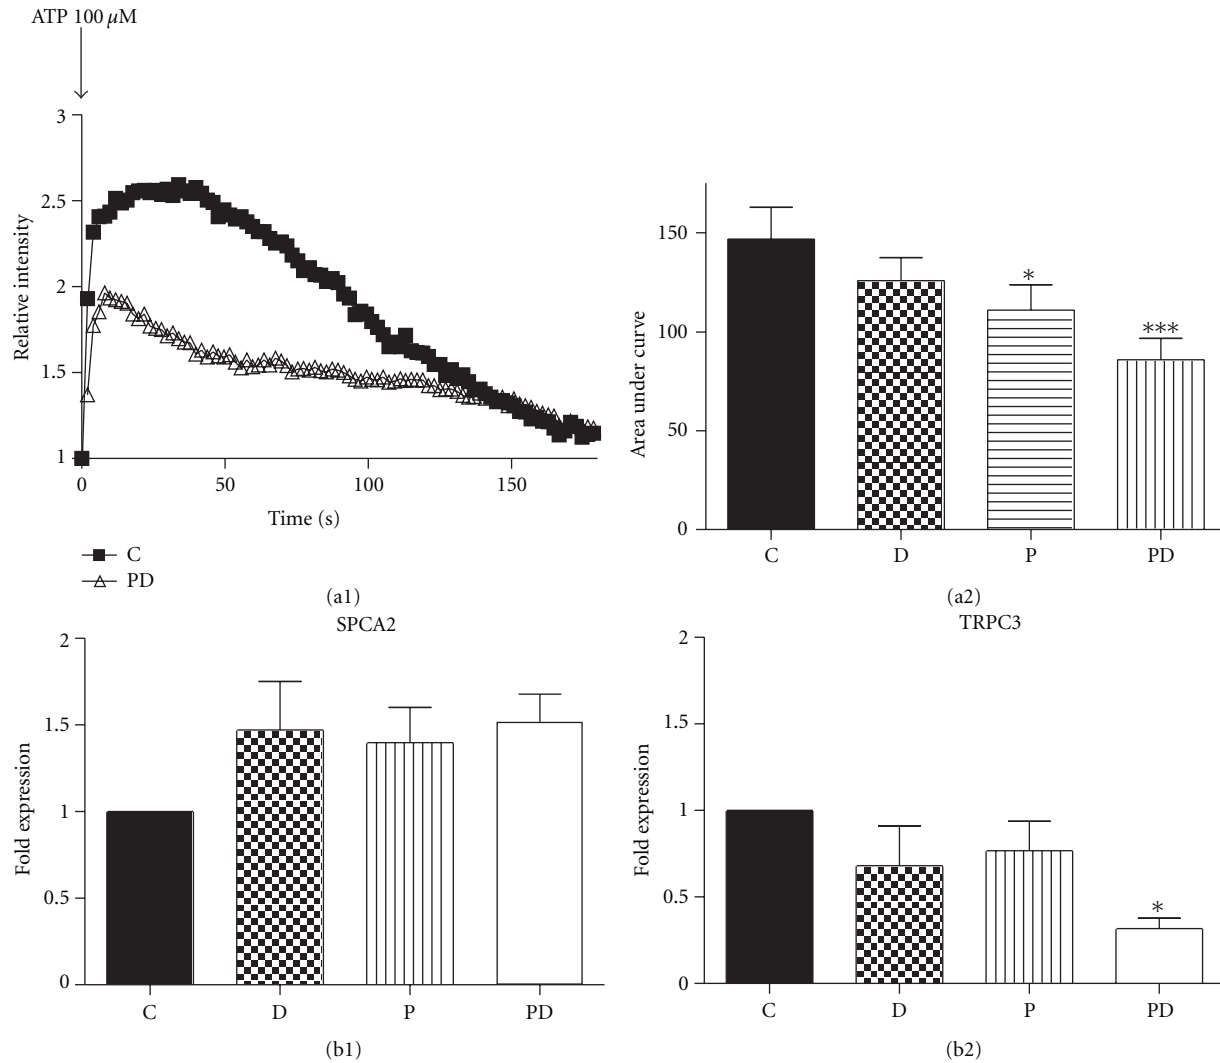 ATP 100 μM
3
2.5
2
1.5
1
Relative intensity
0 50 100 150
Time (s)
C
PD
(a1)
150
100
50
0
Area under curve
*
***
C D P PD
(a2)
SPCA2
2
1.5
1
0.5
0
Fold expression
C D P PD
(b1)
TRPC3
2
1.5
1
0.5
0
Fold expression
*
C D P PD
(b2)